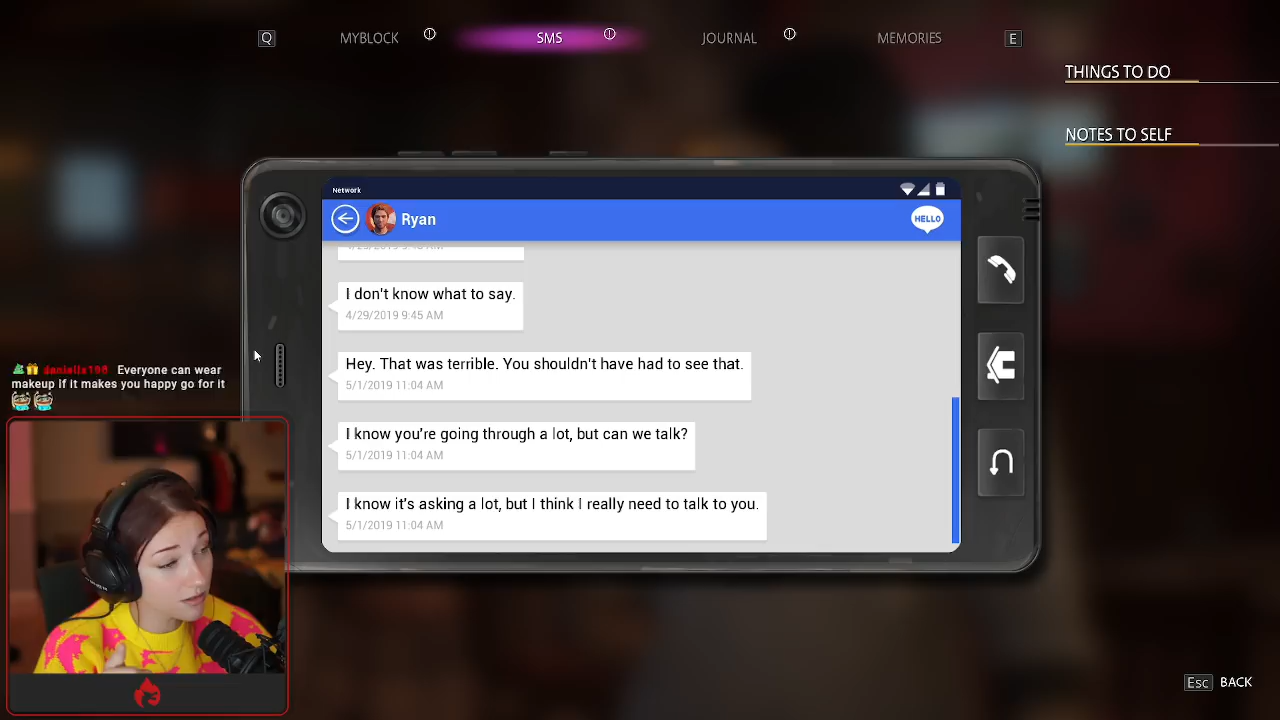 Q
MYBLOCK
SMS
JOURNAL
MEMORIES
E
THINGS TO DO
NOTES TO SELF
Network
Ryan
HELLO
I don't know what to say.
4/29/2019 9:45 AM
Hey. That was terrible. You shouldn't have had to see that.
5/1/2019 11:04 AM
I know you're going through a lot, but can we talk?
5/1/2019 11:04 AM
I know it's asking a lot, but I think I really need to talk to you.
5/1/2019 11:04 AM
Everyone can wear
makeup if it makes you happy go for it
Esc BACK